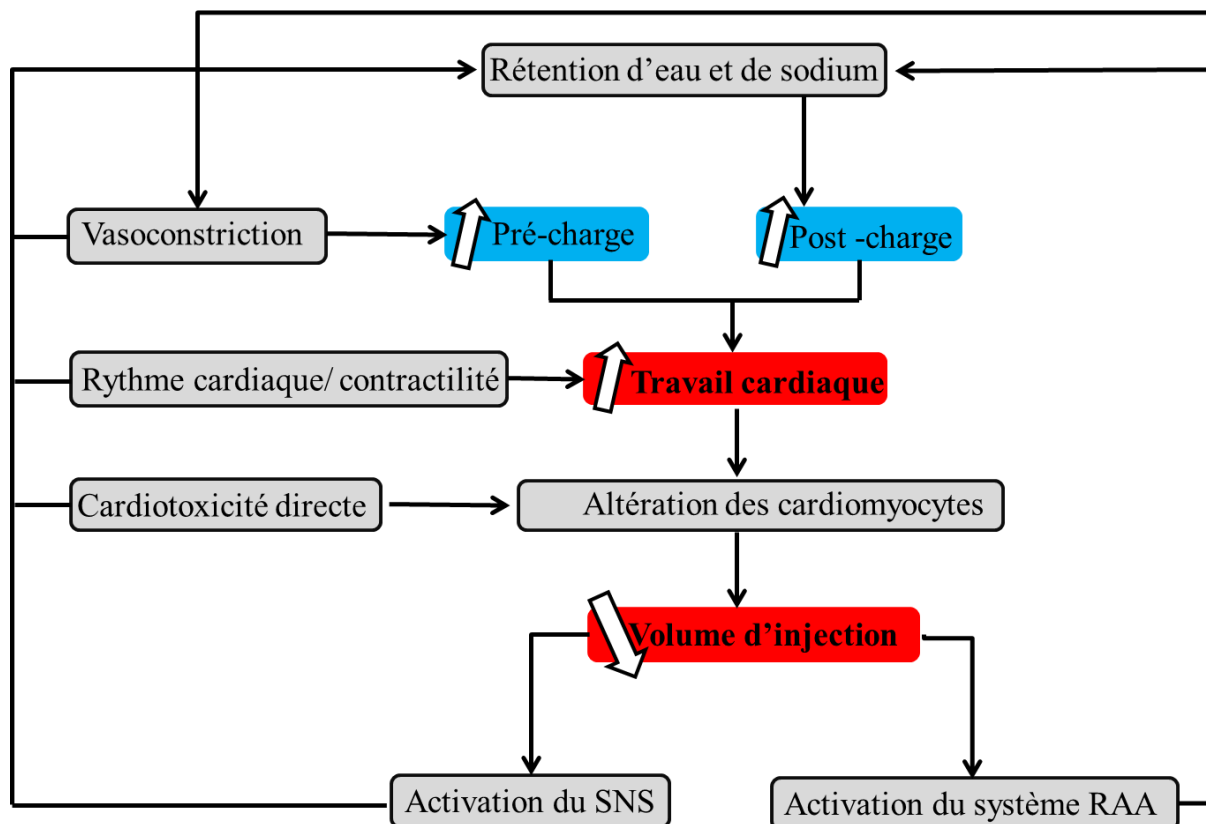 Rétention d'eau et de sodium
Vasoconstriction
Pré-charge
Post -charge
Rythme cardiaque/ contractilité
Travail cardiaque
Cardiotoxicité directe
Altération des cardiomyocytes
Volume d'injection
Activation du SNS
Activation du système RAA